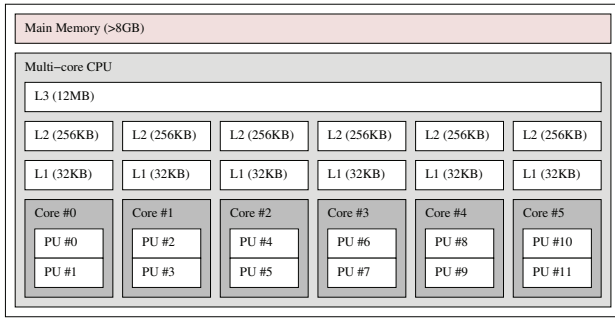 Main Memory (>8GB)
Multi−core CPU
L3 (12MB)
L2 (256KB) L2 (256KB) L2 (256KB) L2 (256KB) L2 (256KB) L2 (256KB)
L1 (32KB) L1 (32KB) L1 (32KB) L1 (32KB) L1 (32KB) L1 (32KB)
Core #0 Core #1 Core #2 Core #3 Core #4 Core #5
PU #0 PU #2 PU #4 PU #6 PU #8 PU #10
PU #1 PU #3 PU #5 PU #7 PU #9 PU #11